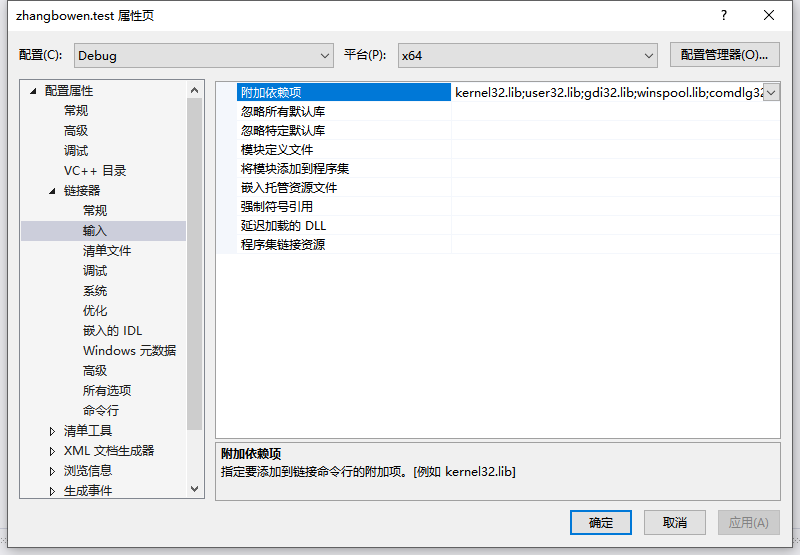 zhangbowen.test 属性页
配置(C): Debug 平台(P): x64 配置管理器(O)...
配置属性
常规
高级
调试
VC++ 目录
链接器
常规
输入
清单文件
调试
系统
优化
嵌入的 IDL
Windows 元数据
高级
所有选项
命令行
清单工具
XML 文档生成器
浏览信息
生成事件
附加依赖项 kernel32.lib;user32.lib;gdi32.lib;winspool.lib;comdlg32
忽略所有默认库
忽略特定默认库
模块定义文件
将模块添加到程序集
嵌入托管资源文件
强制符号引用
延迟加载的 DLL
程序集链接资源
附加依赖项
指定要添加到链接命令行的附加项。[例如 kernel32.lib]
确定 取消 应用(A)